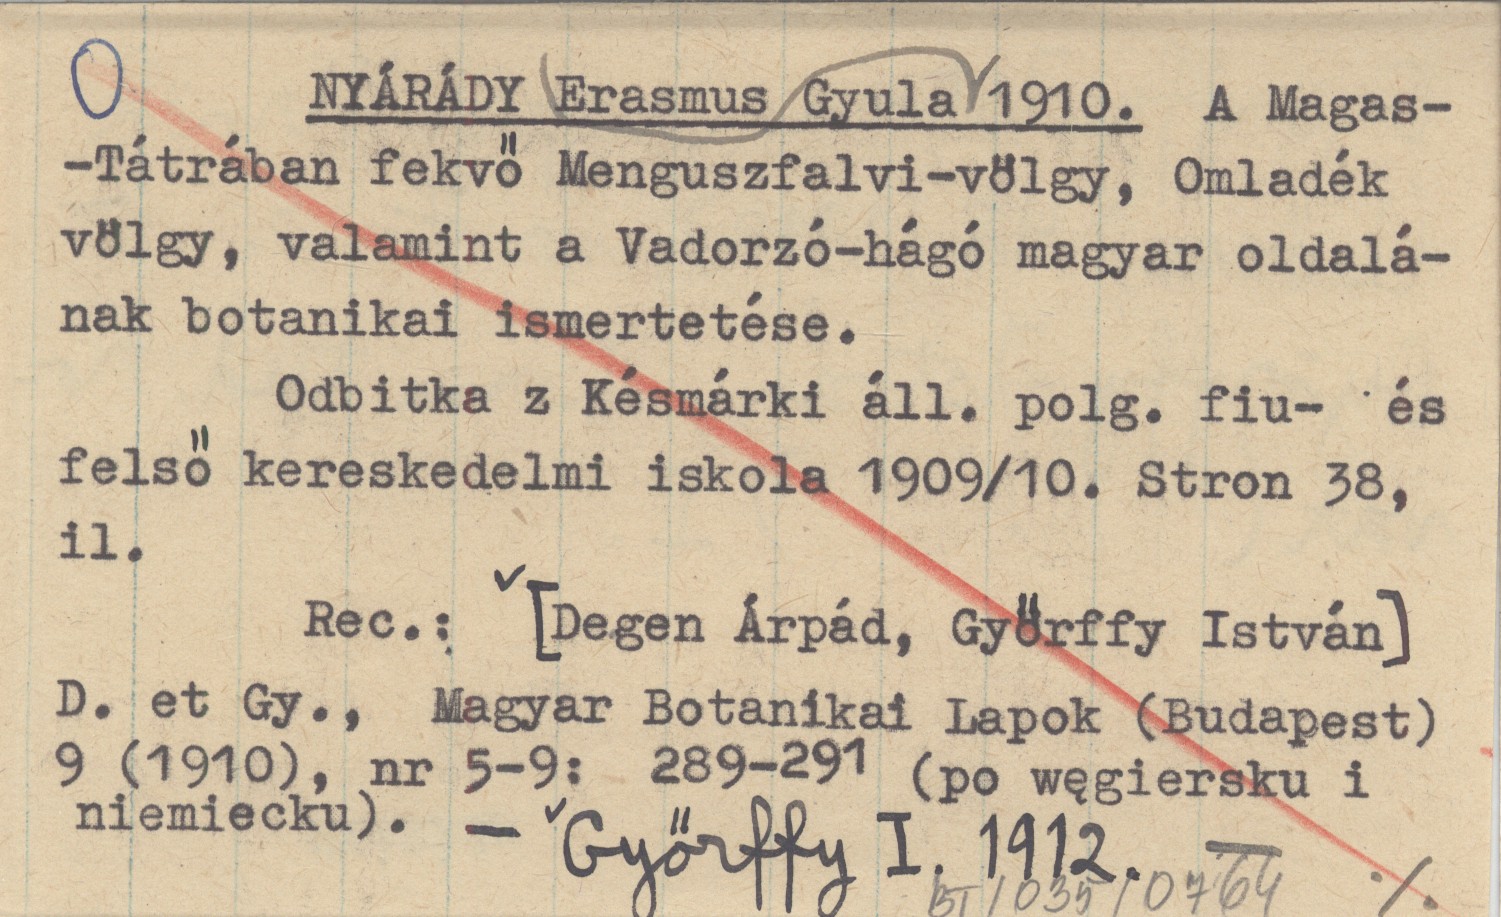 NYÁRÁDY Erasmus Gyula 1910. A Magas-
-Tátrában fekvő Menguszfalvi-völgy, Omladék
völgy, valamint a Vadorzó-hágó magyar oldalá-
nak botanikai ismertetése.
Odbitka z Késmárki áll. polg. fiu- és
felső kereskedelmi iskola 1909/10. Stron 38,
il.
Rec.: [Degen Árpád, Győrffy István]
D. et Gy., Magyar Botanikai Lapok (Budapest)
9 (1910), nr 5-9: 289-291 (po węgiersku i
niemiecku). — Győrffy I. 1912. —
BT/035/0764 ./.